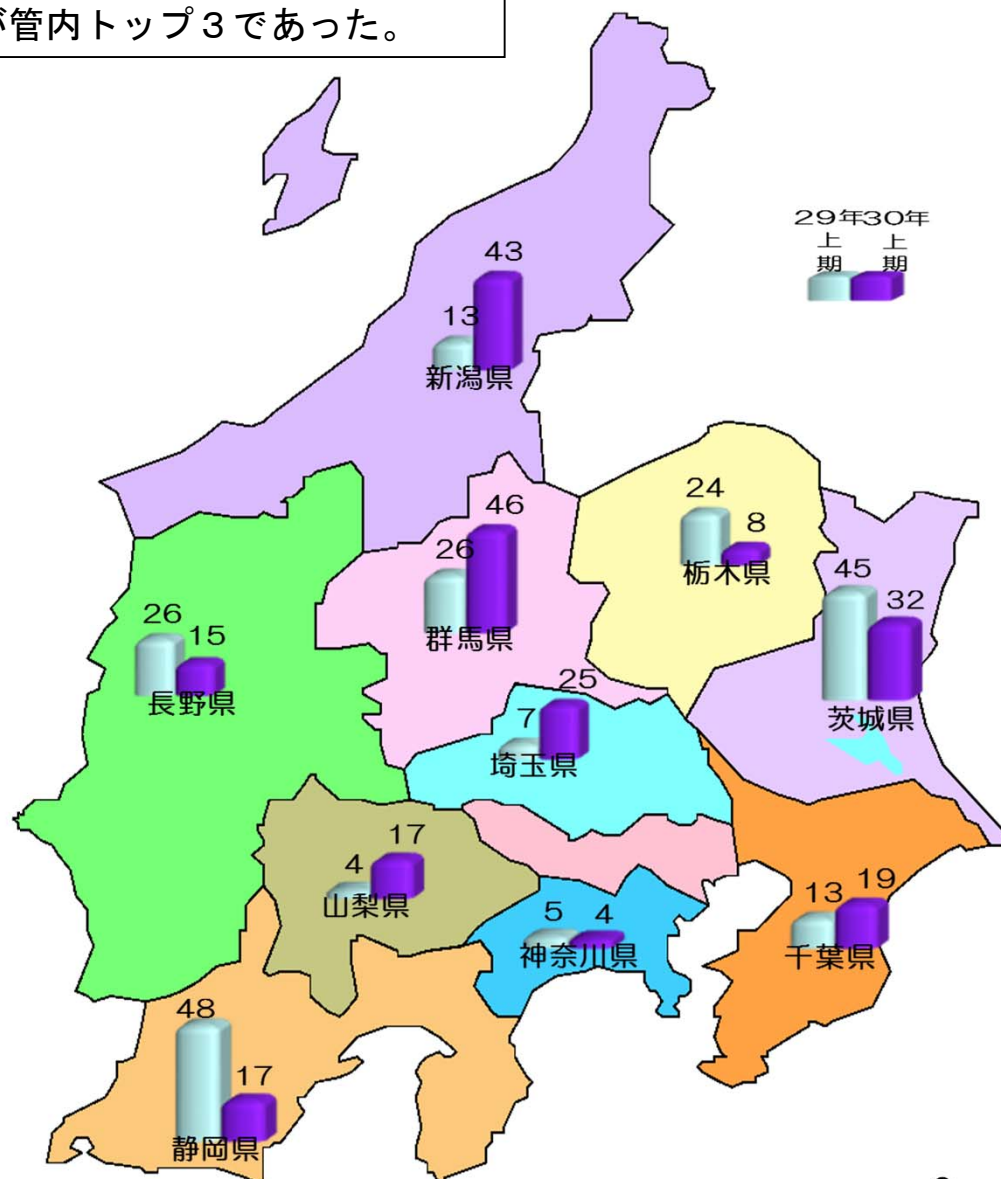 が管内トップ３であった。
29年30年
上 上
期 期
43
13
新潟県
24
8
栃木県
46
26
群馬県
45
32
茨城県
26
15
長野県
25
7
埼玉県
17
4
山梨県
5 4
神奈川県
13 19
千葉県
48
17
静岡県